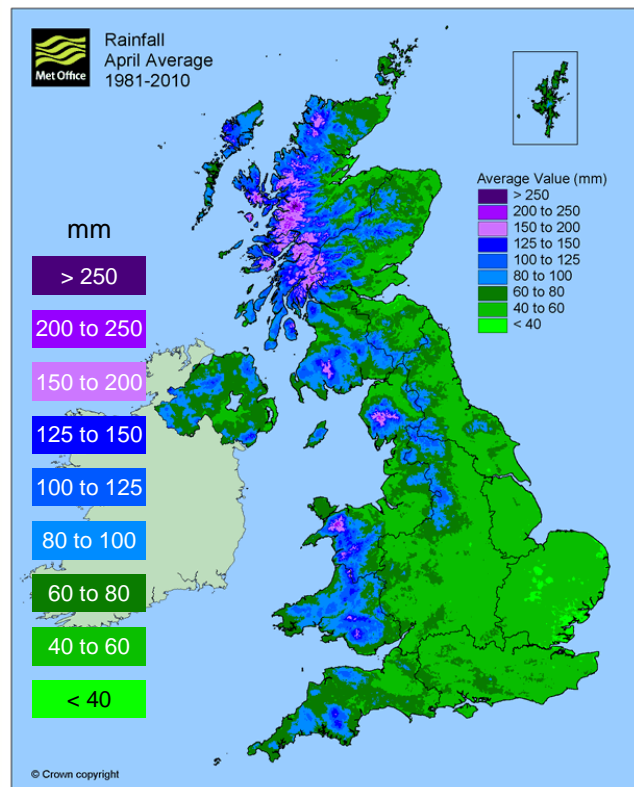 Met Office
Rainfall
April Average
1981-2010
mm
> 250
200 to 250
150 to 200
125 to 150
100 to 125
80 to 100
60 to 80
40 to 60
< 40
Average Value (mm)
> 250
200 to 250
150 to 200
125 to 150
100 to 125
80 to 100
60 to 80
40 to 60
< 40
© Crown copyright